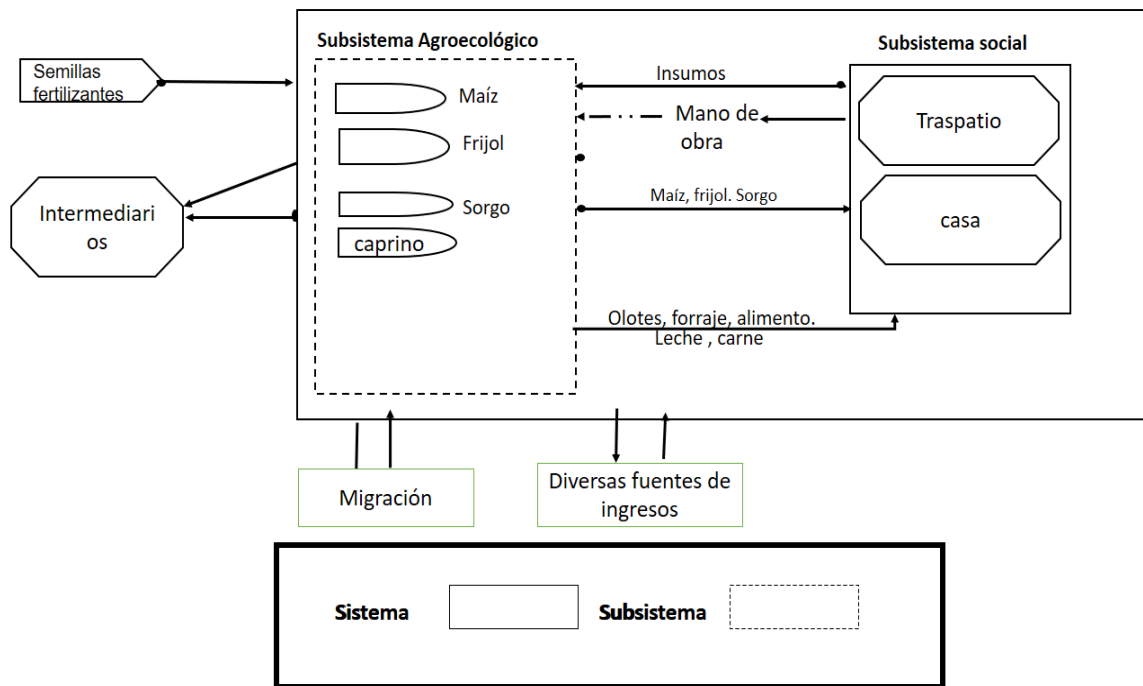 Subsistema Agroecológico
Subsistema social
Semillas
fertilizantes
Maíz
Frijol
Sorgo
caprino
Insumos
Mano de
obra
Maíz, frijol. Sorgo
Olotes, forraje, alimento.
Leche , carne
Traspatio
casa
Intermediari
os
Migración
Diversas fuentes de
ingresos
Sistema
Subsistema